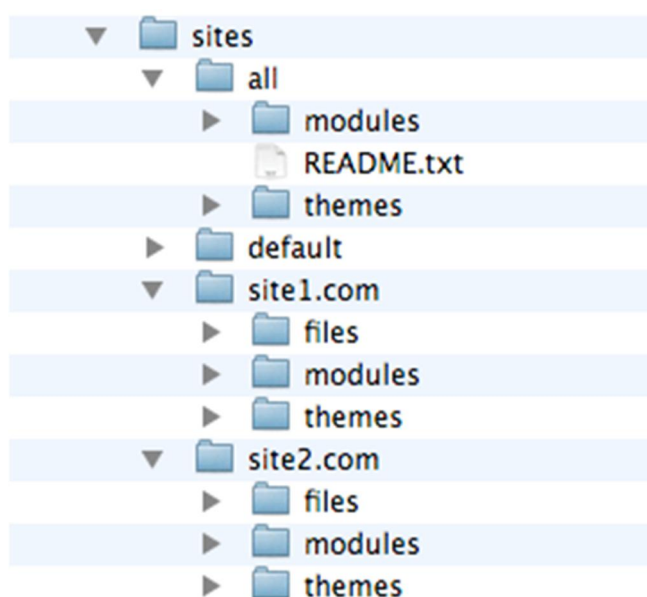 sites
all
modules
README.txt
themes
default
site1.com
files
modules
themes
site2.com
files
modules
themes